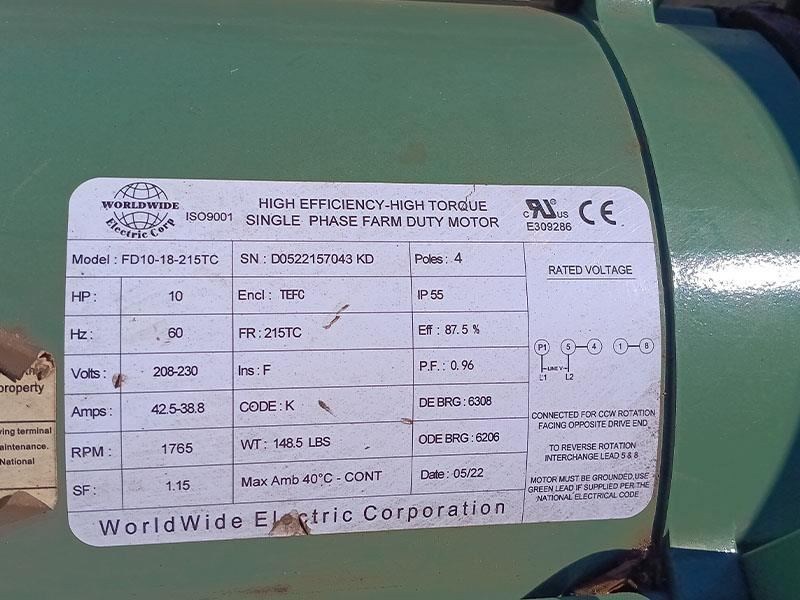 WORLDWIDE
Electric Corp
ISO9001
HIGH EFFICIENCY-HIGH TORQUE
SINGLE PHASE FARM DUTY MOTOR
C UR US
E309286
CE
Model : FD10-18-215TC
SN : D0522157043 KD
Poles : 4
HP : 10
Encl : TEFC
IP 55
Hz : 60
FR : 215TC
Eff : 87.5 %
Volts : 208-230
Ins : F
P.F. : 0.96
Amps : 42.5-38.8
CODE : K
DE BRG : 6308
RPM : 1765
WT : 148.5 LBS
ODE BRG : 6206
SF : 1.15
Max Amb 40°C - CONT
Date : 05/22
WorldWide Electric Corporation
RATED VOLTAGE
P1 5 4 1 8
LINE V
L1 L2
CONNECTED FOR CCW ROTATION
FACING OPPOSITE DRIVE END
TO REVERSE ROTATION
INTERCHANGE LEAD 5 & 8
MOTOR MUST BE GROUNDED,USE
GREEN LEAD IF SUPPLIED PER THE
NATIONAL ELECTRICAL CODE
property
terminal
National